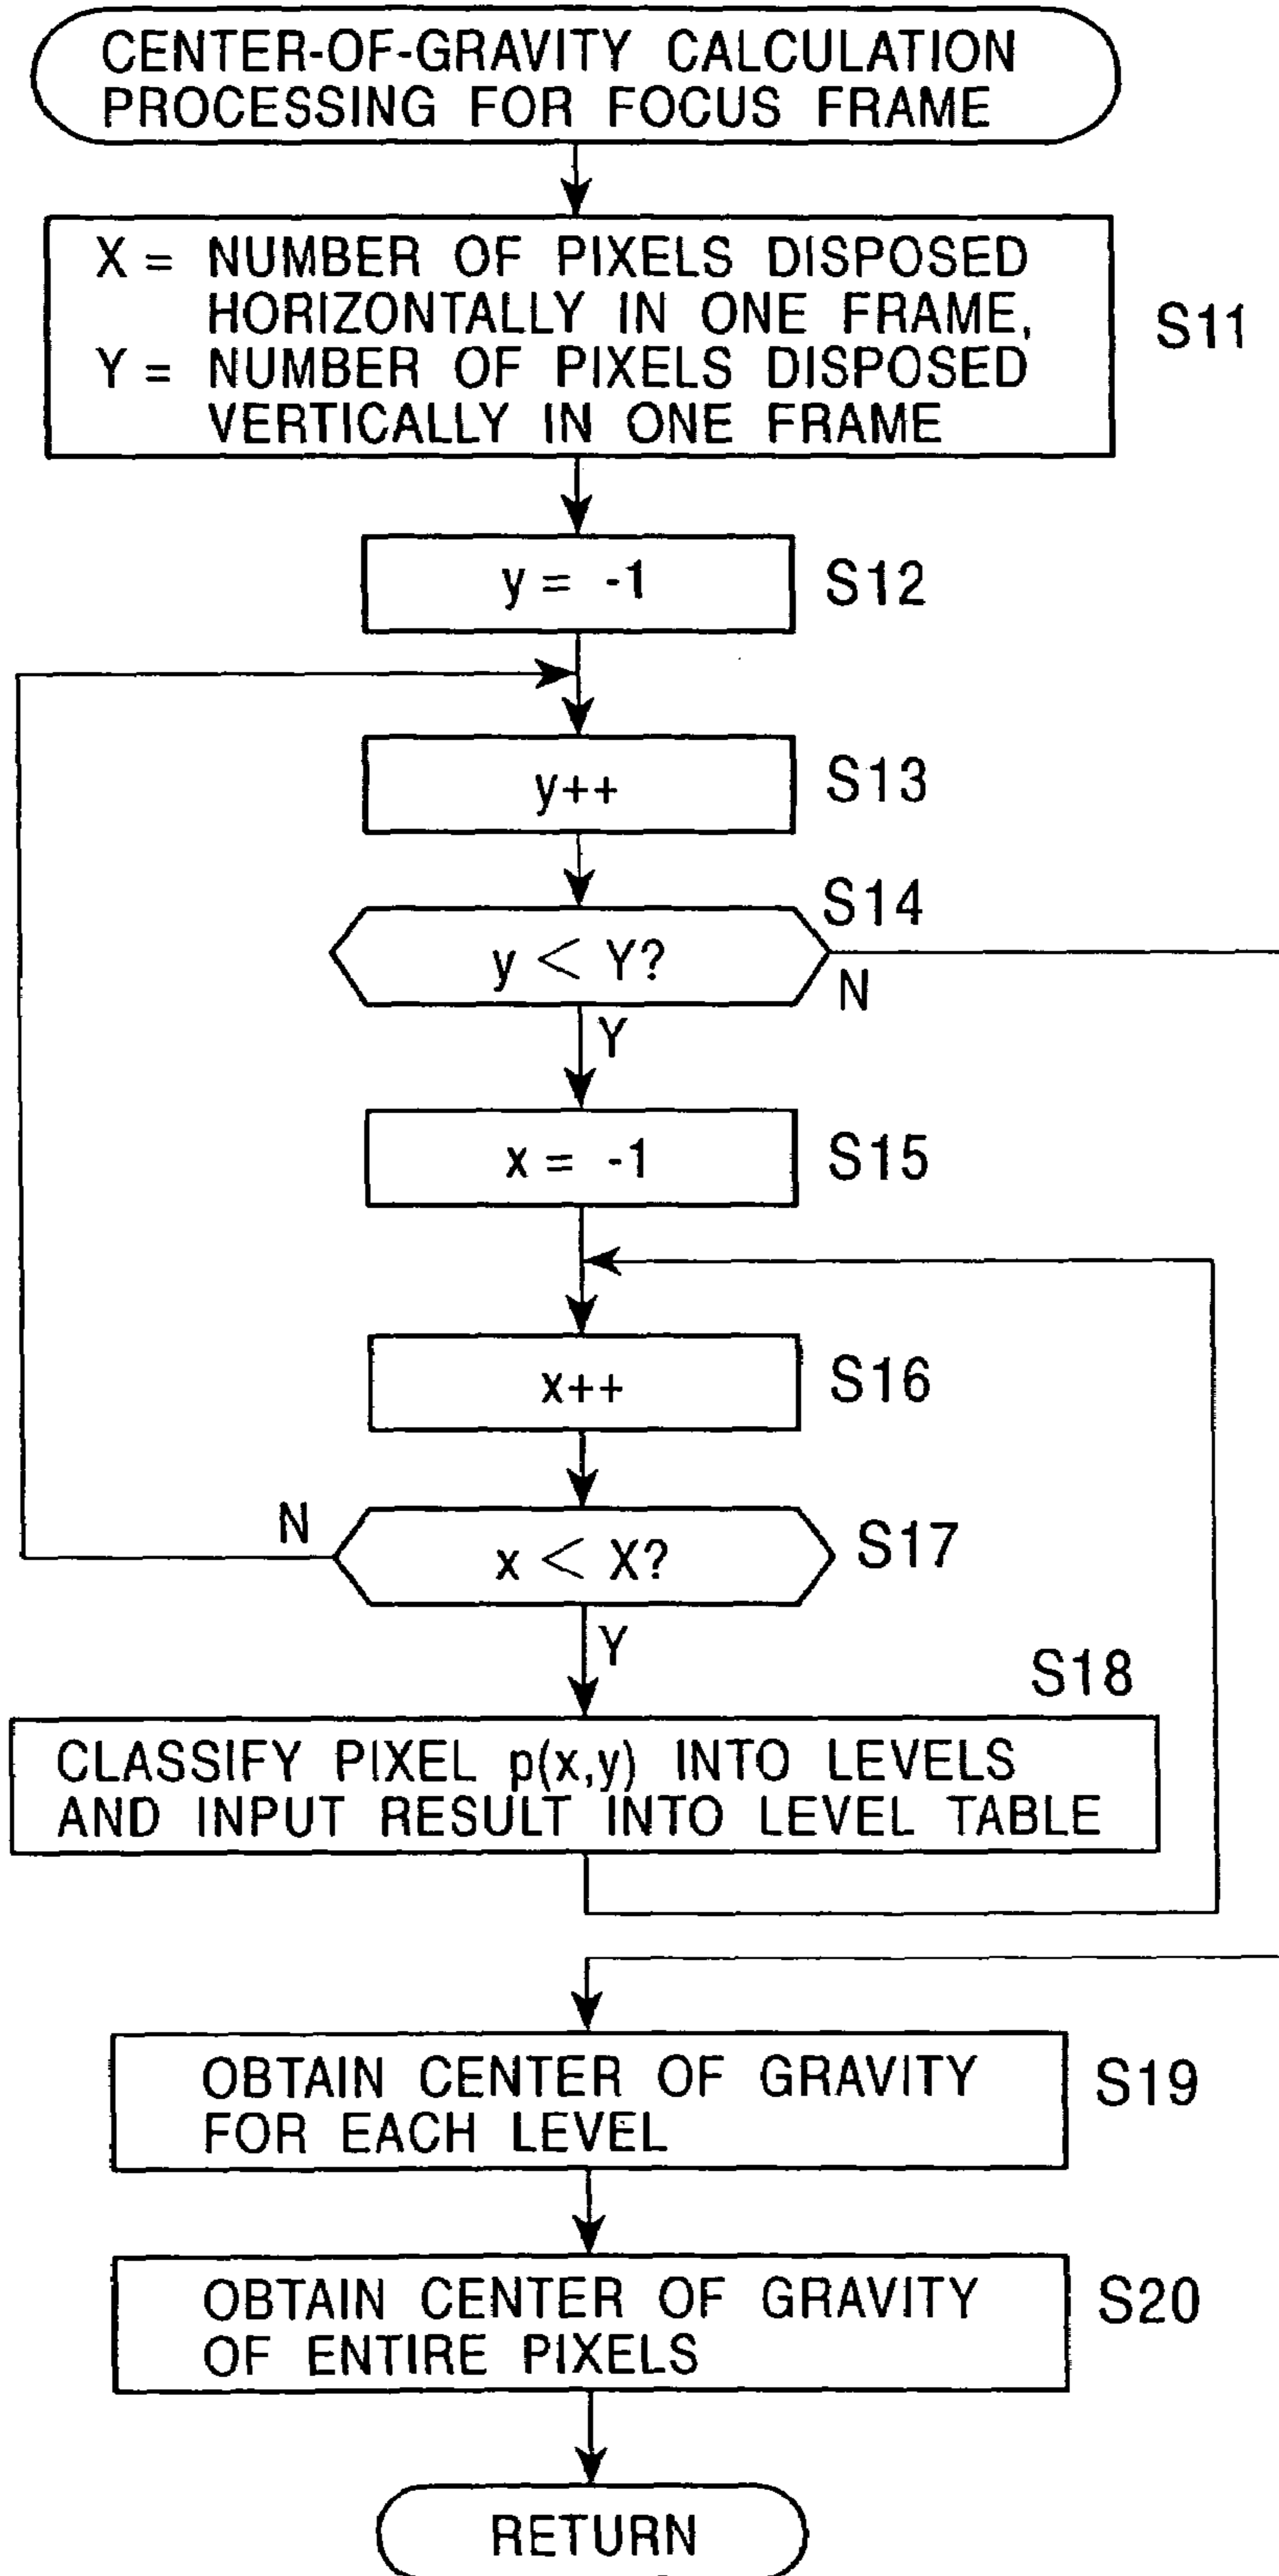 CENTER-OF-GRAVITY CALCULATION
PROCESSING FOR FOCUS FRAME
X = NUMBER OF PIXELS DISPOSED
HORIZONTALLY IN ONE FRAME,
Y = NUMBER OF PIXELS DISPOSED
VERTICALLY IN ONE FRAME
S11
y = -1
S12
y++
S13
S14
y < Y?
N
Y
x = -1
S15
x++
S16
N
x < X?
S17
Y
S18
CLASSIFY PIXEL p(x,y) INTO LEVELS
AND INPUT RESULT INTO LEVEL TABLE
OBTAIN CENTER OF GRAVITY
FOR EACH LEVEL
S19
OBTAIN CENTER OF GRAVITY
OF ENTIRE PIXELS
S20
RETURN